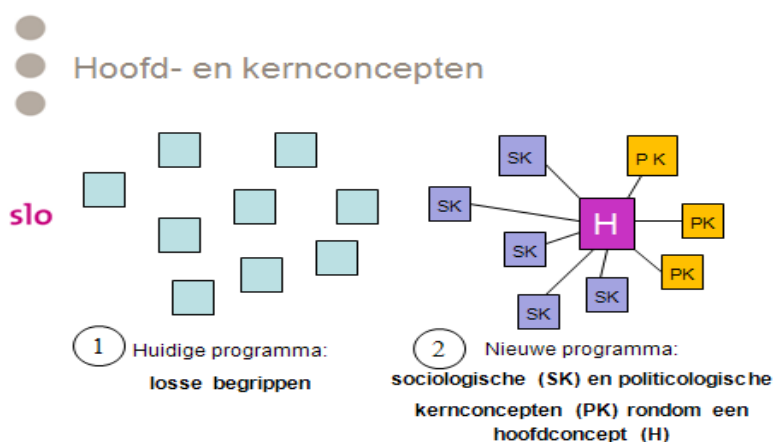 Hoofd- en kernconcepten
slo
SK
P K
SK
H
PK
SK
PK
SK
SK
1 Huidige programma:
losse begrippen
2 Nieuwe programma:
sociologische (SK) en politicologische
kernconcepten (PK) rondom een
hoofdconcept (H)